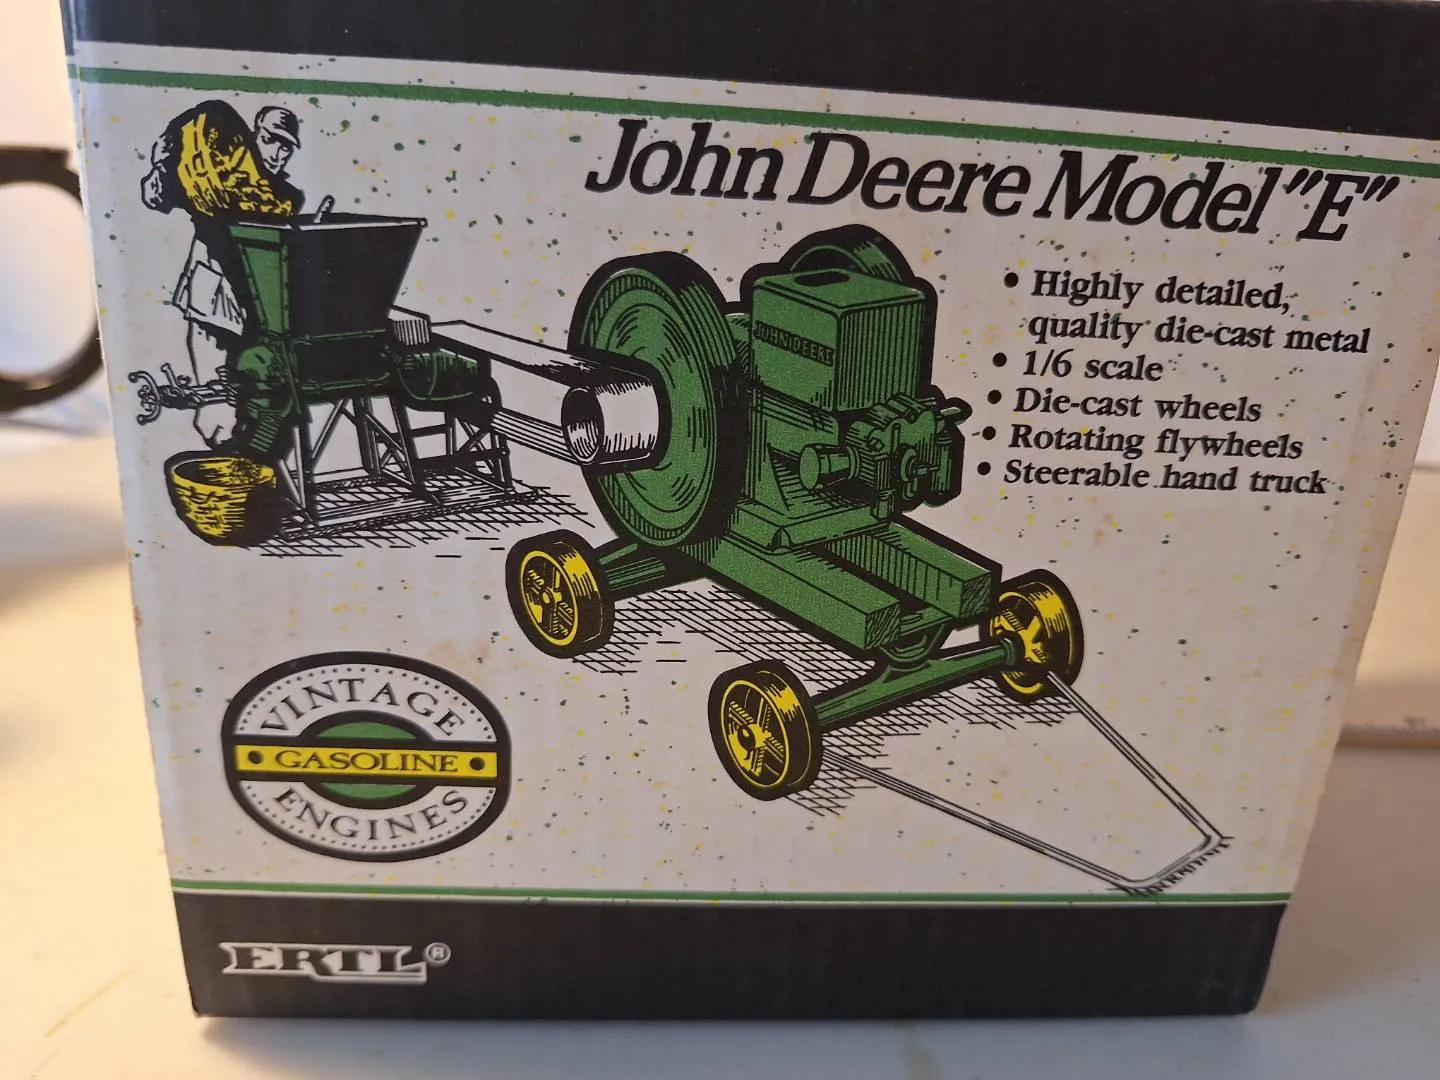 John Deere Model "E"
• Highly detailed,
quality die-cast metal
• 1/6 scale
• Die-cast wheels
• Rotating flywheels
• Steerable hand truck
JOHN DEERE
VINTAGE
• GASOLINE •
ENGINES
ERTL®